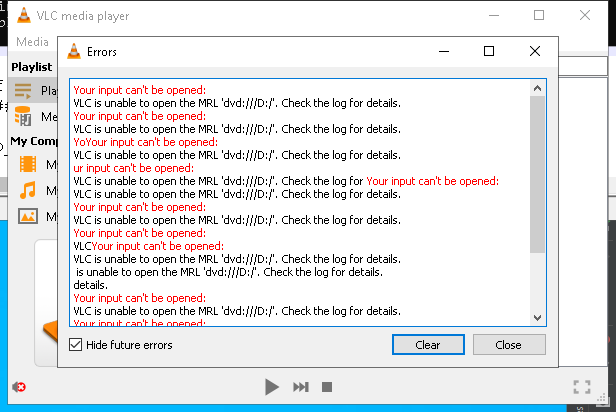 VLC media player
Media
Errors
Playlist
Pla
Me
My Comp
My
My
My
Your input can't be opened:
VLC is unable to open the MRL 'dvd:///D:/'. Check the log for details.
Your input can't be opened:
VLC is unable to open the MRL 'dvd:///D:/'. Check the log for details.
YoYour input can't be opened:
VLC is unable to open the MRL 'dvd:///D:/'. Check the log for details.
ur input can't be opened:
VLC is unable to open the MRL 'dvd:///D:/'. Check the log for Your input can't be opened:
VLC is unable to open the MRL 'dvd:///D:/'. Check the log for details.
Your input can't be opened:
VLC is unable to open the MRL 'dvd:///D:/'. Check the log for details.
Your input can't be opened:
VLCYour input can't be opened:
VLC is unable to open the MRL 'dvd:///D:/'. Check the log for details.
is unable to open the MRL 'dvd:///D:/'. Check the log for details.
details.
Your input can't be opened:
VLC is unable to open the MRL 'dvd:///D:/'. Check the log for details.
Your input can't be opened:
Hide future errors
Clear
Close